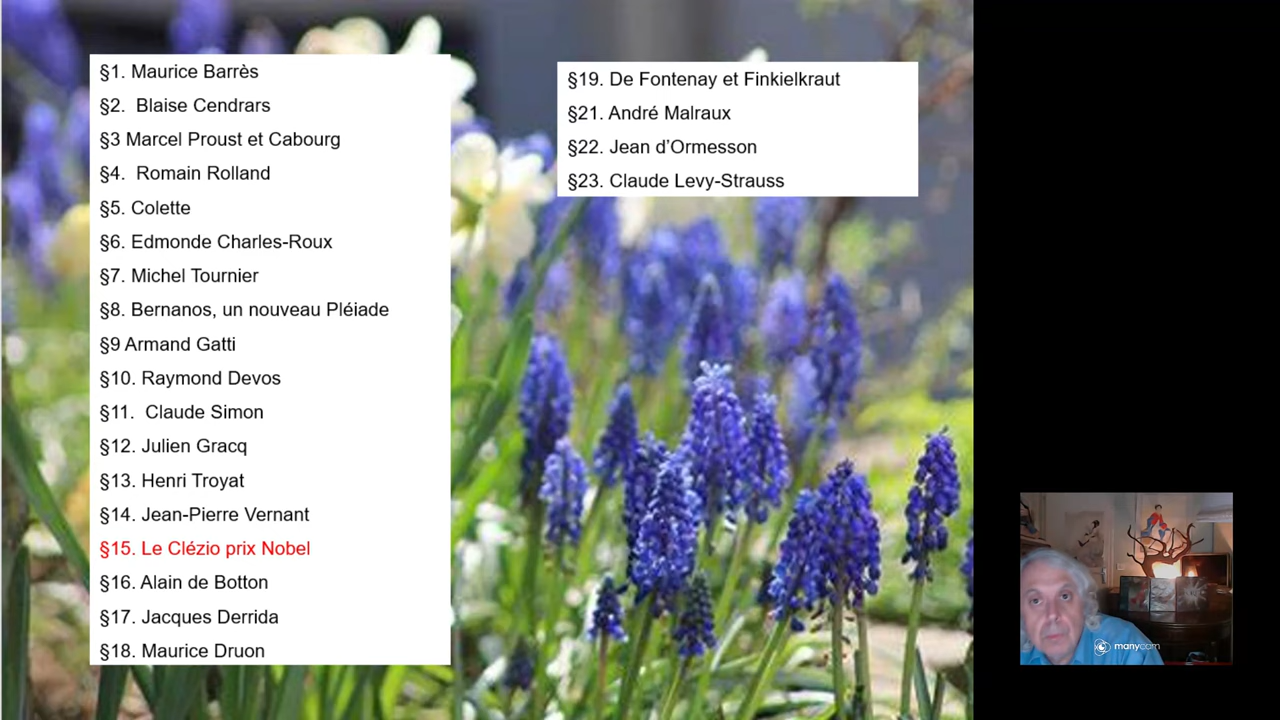 §1. Maurice Barrès
§2. Blaise Cendrars
§3 Marcel Proust et Cabourg
§4. Romain Rolland
§5. Colette
§6. Edmonde Charles-Roux
§7. Michel Tournier
§8. Bernanos, un nouveau Pléiade
§9 Armand Gatti
§10. Raymond Devos
§11. Claude Simon
§12. Julien Gracq
§13. Henri Troyat
§14. Jean-Pierre Vernant
§15. Le Clézio prix Nobel
§16. Alain de Botton
§17. Jacques Derrida
§18. Maurice Druon
§19. De Fontenay et Finkielkraut
§21. André Malraux
§22. Jean d’Ormesson
§23. Claude Levy-Strauss
manycam